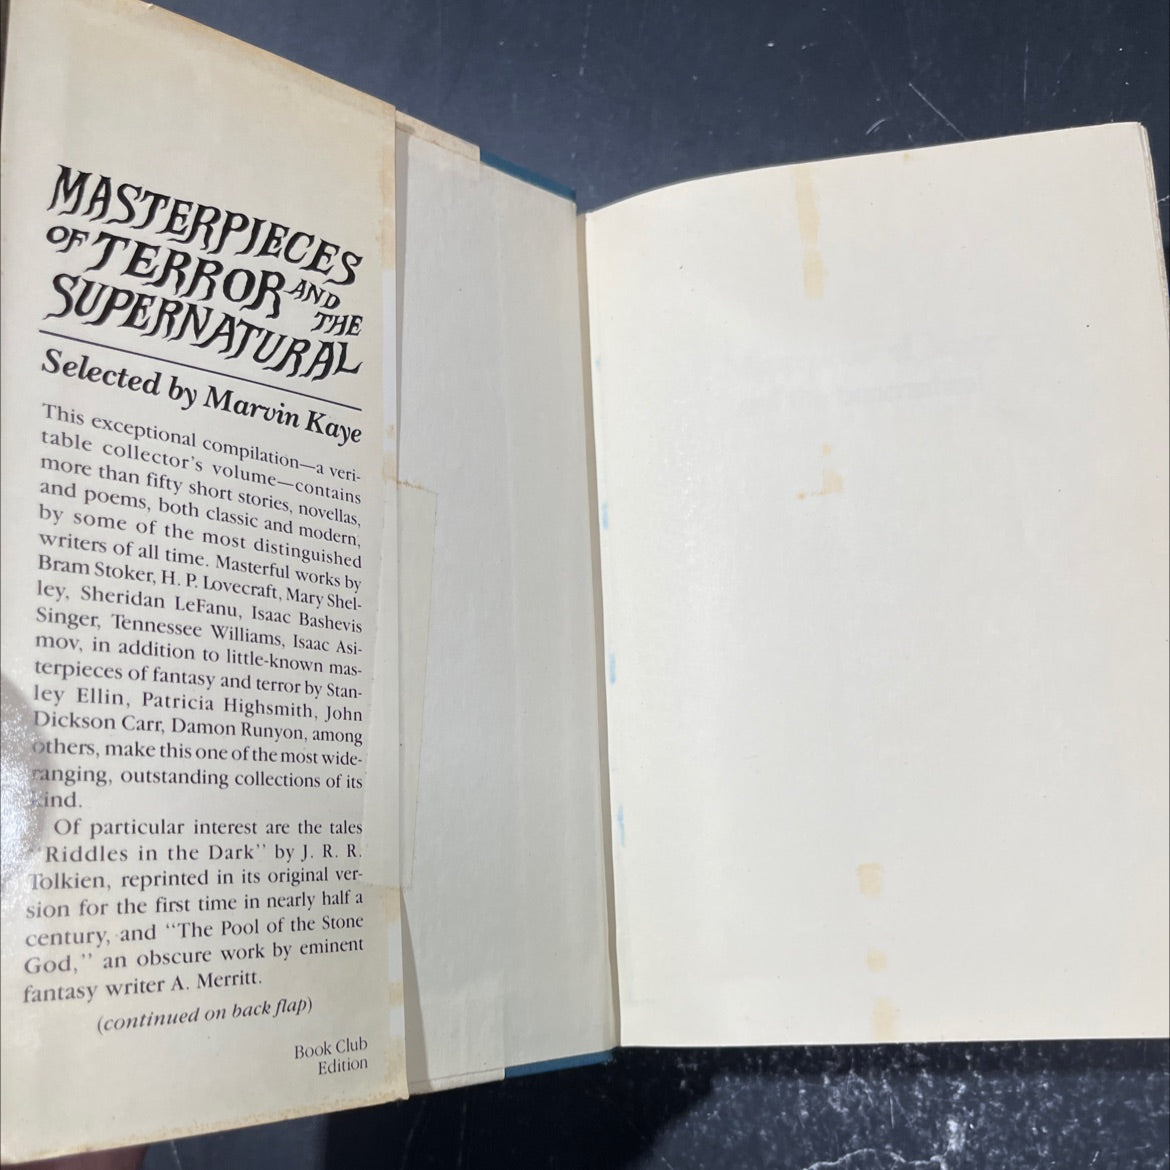 MASTERPIECES
OF TERROR AND
THE
SUPERNATURAL
Selected by Marvin Kaye
This exceptional compilation—a veri-
table collector's volume—contains
more than fifty short stories, novellas,
and poems, both classic and modern,
by some of the most distinguished
writers of all time. Masterful works by
Bram Stoker, H. P. Lovecraft, Mary Shel-
ley, Sheridan LeFanu, Isaac Bashevis
Singer, Tennessee Williams, Isaac Asi-
mov, in addition to little-known mas-
terpieces of fantasy and terror by Stan-
ley Ellin, Patricia Highsmith, John
Dickson Carr, Damon Runyon, among
others, make this one of the most wide-
ranging, outstanding collections of its
kind.
Of particular interest are the tales
"Riddles in the Dark" by J. R. R.
Tolkien, reprinted in its original ver-
sion for the first time in nearly half a
century, and "The Pool of the Stone
God," an obscure work by eminent
fantasy writer A. Merritt.
(continued on back flap)
Book Club
Edition